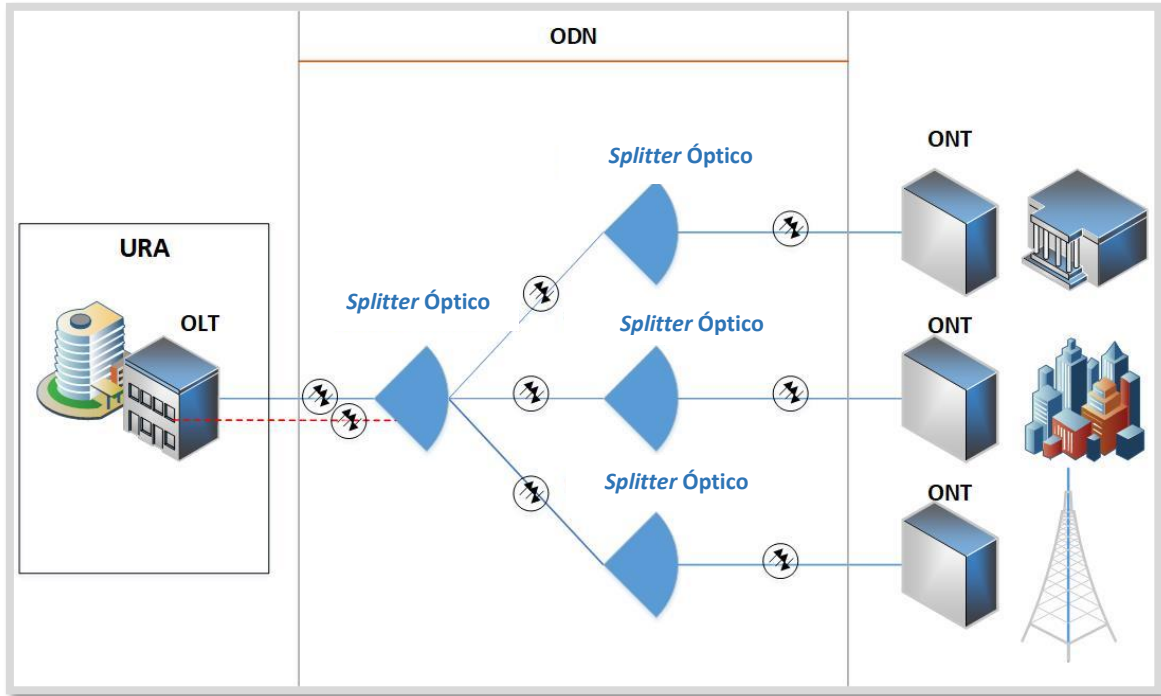 ODN
Splitter Óptico
ONT
URA
OLT
Splitter Óptico
Splitter Óptico
ONT
Splitter Óptico
ONT